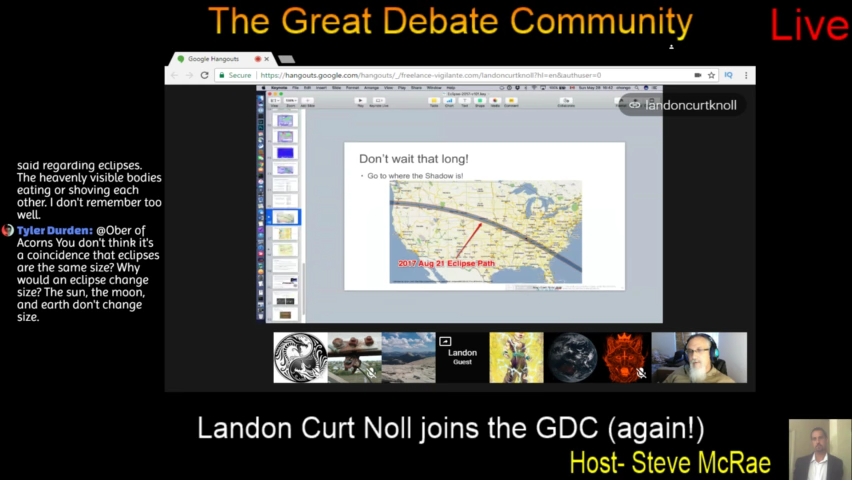 The Great Debate Community
Live
Google Hangouts
Secure
https://hangouts.google.com/hangouts/_/freelance-vigilante.com/landoncurtknoll?hl=en&authuser=0
landoncurtknoll
Don't wait that long!
• Go to where the Shadow is!
2017 Aug 21 Eclipse Path
said regarding eclipses.
The heavenly visible bodies
eating or shoving each
other. I don't remember too
well.
Tyler Durden: @Ober of
Acorns You don't think it's
a coincidence that eclipses
are the same size? Why
would an eclipse change
size? The sun, the moon,
and earth don't change
size.
Landon
Guest
Landon Curt Noll joins the GDC (again!)
Host- Steve McRae